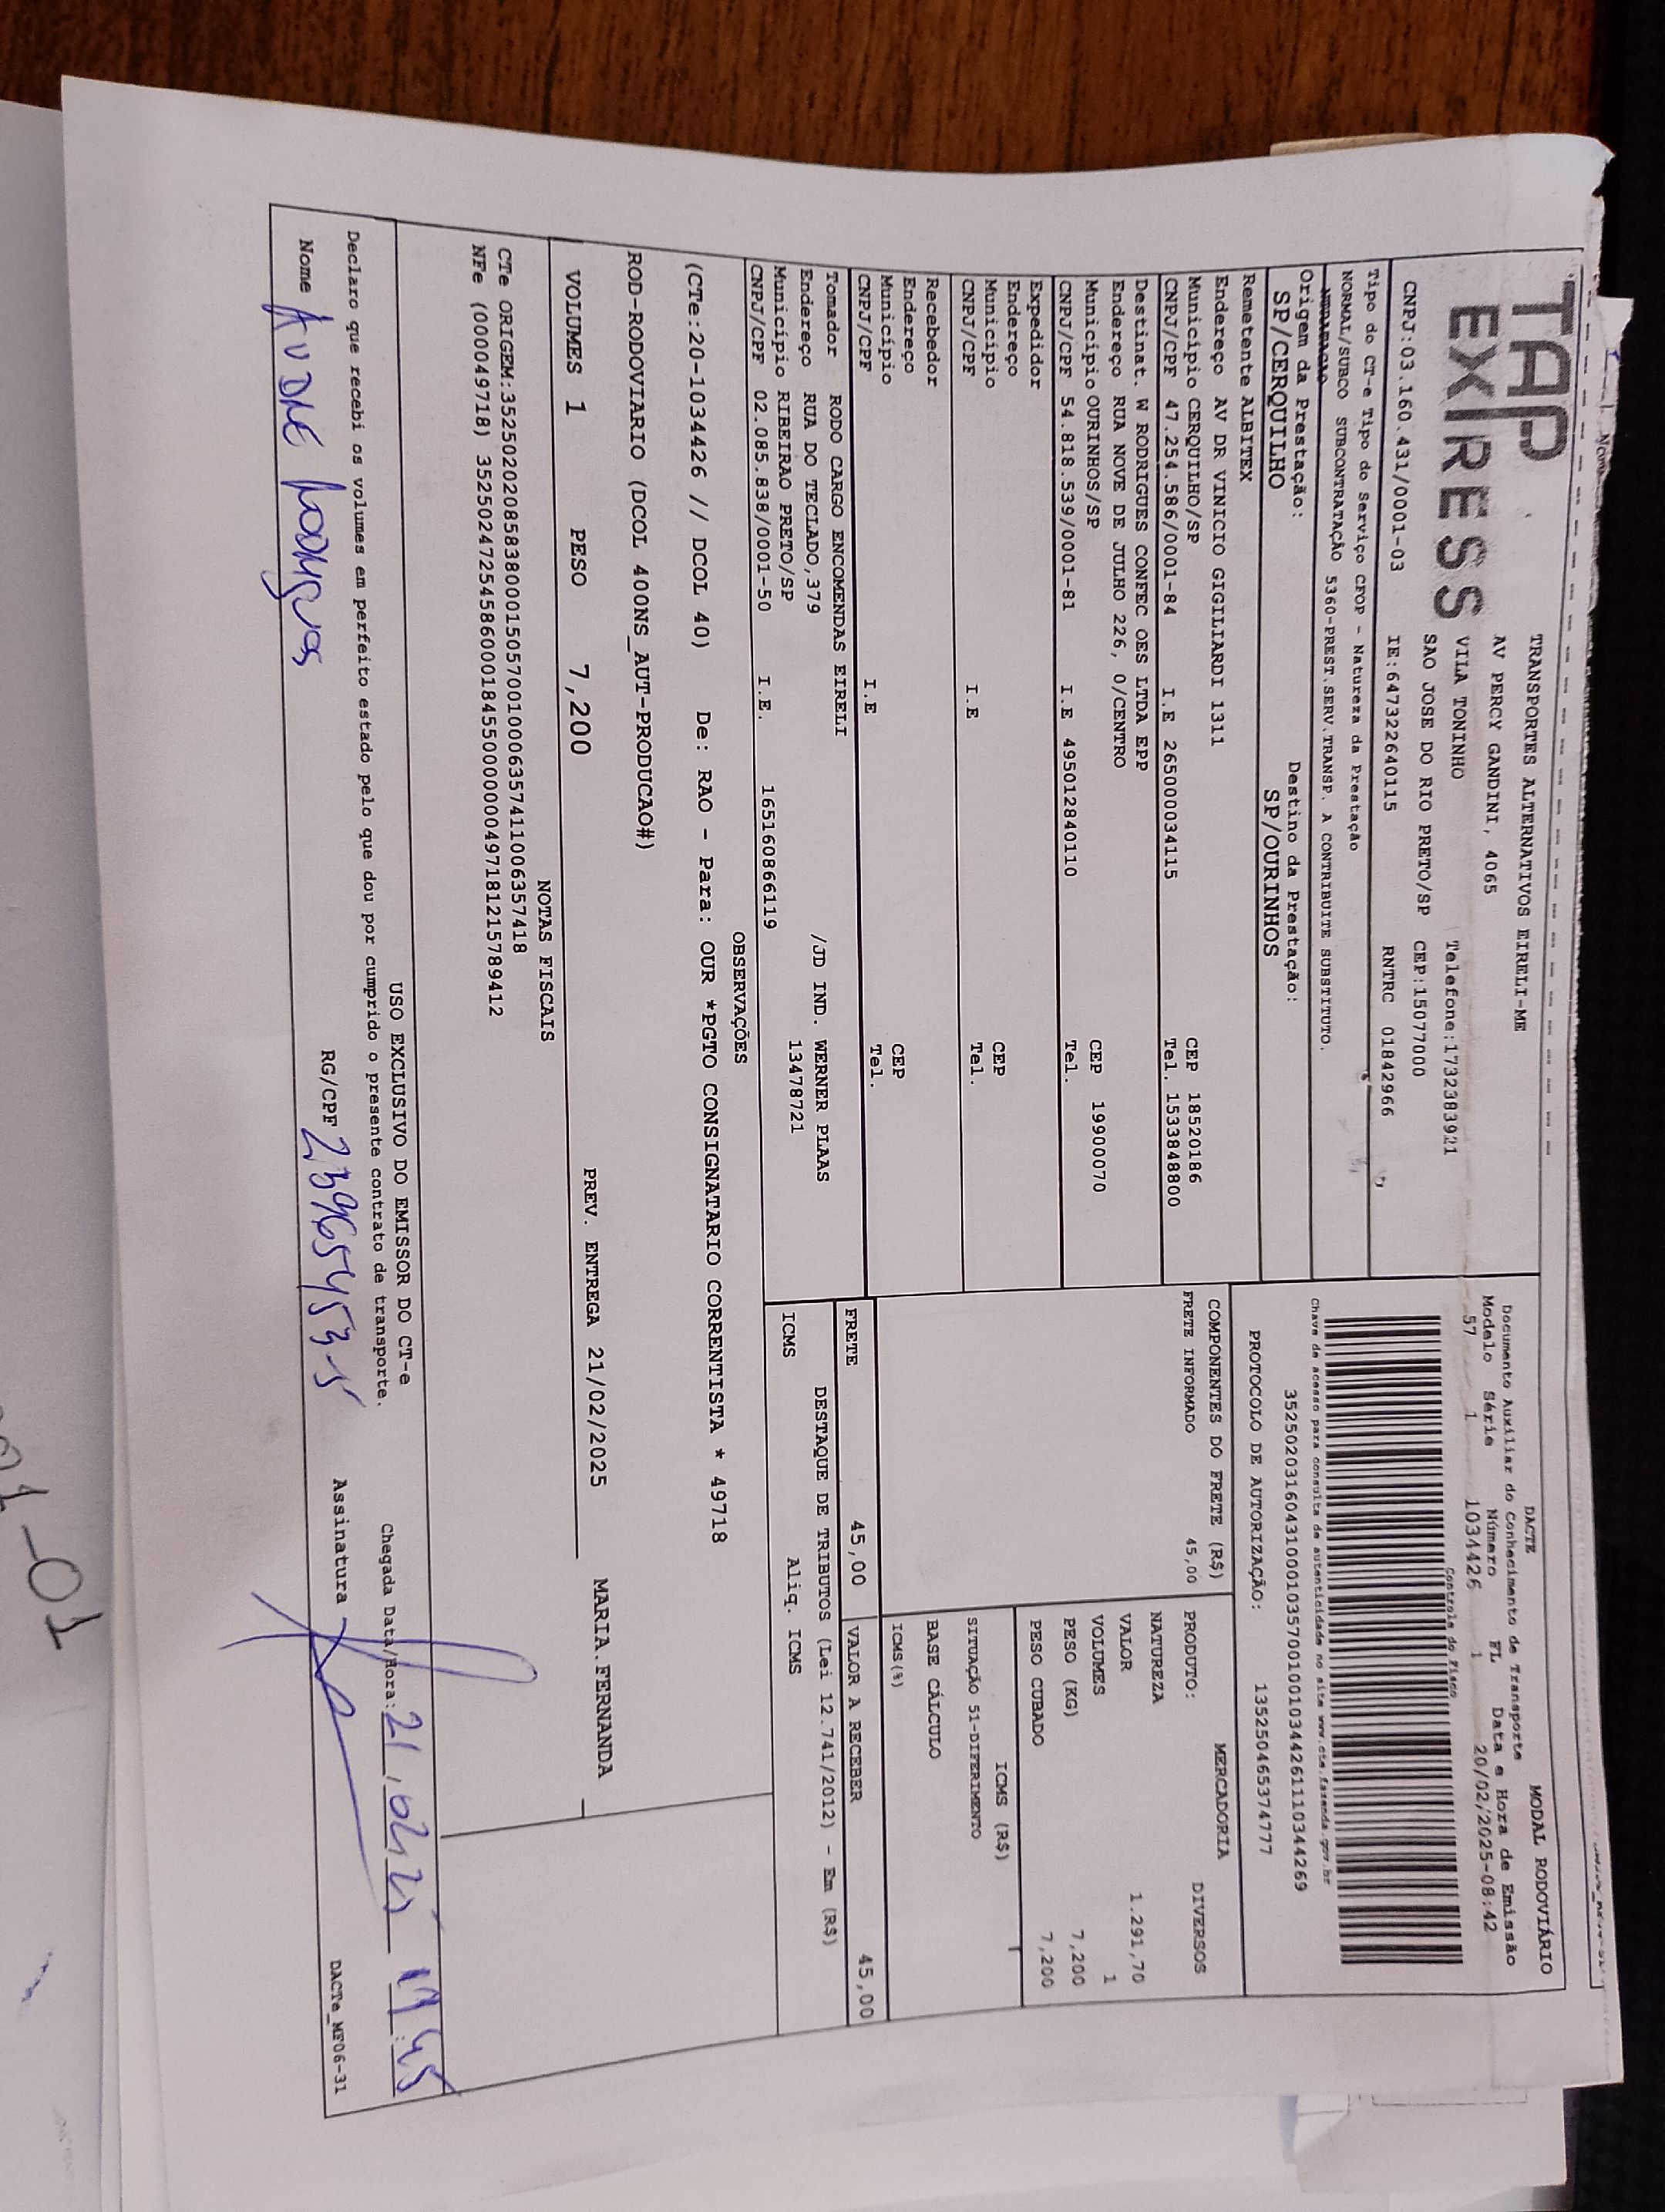 TAP
EXPRESS
TRANSPORTES ALTERNATIVOS EIRELI-ME
AV PERCY GANDINI, 4065
VILA TONINHO
Telefone:1732383921
SAO JOSE DO RIO PRETO/SP
CEP:15077000
CNPJ:03.160.431/0001-03
IE:647322640115
RNTRC 01842966
DACTE
MODAL RODOVIÁRIO
Documento Auxiliar do Conhecimento de Transporte
Modelo Série Número FL Data e Hora de Emissão
57 1 1034426 1 20/02/2025-08:42
Controle do Fisco
Chave de acesso para consulta de autenticidade no site www.cte.fazenda.gov.br
35250203160431000103570010010344261110344269
PROTOCOLO DE AUTORIZAÇÃO: 135250465374777
Tipo do CT-e Tipo do Serviço CFOP - Natureza da Prestação
NORMAL/SUBCO SUBCONTRATAÇÃO 5360-PREST.SERV.TRANSP. A CONTRIBUITE SUBSTITUTO.
Origem da Prestação:
SP/CERQUILHO
Destino da Prestação:
SP/OURINHOS
Remetente ALBITEX
Endereço AV DR VINICIO GIGILIARDI 1311
Município CERQUILHO/SP CEP 18520186
CNPJ/CPF 47.254.586/0001-84 I.E 265000034115 Tel. 1533848800
Destinat. W RODRIGUES CONFEC OES LTDA EPP
Endereço RUA NOVE DE JULHO 226, 0/CENTRO
Município OURINHOS/SP CEP 19900070
CNPJ/CPF 54.818.539/0001-81 I.E 495012840110 Tel.
Expedidor
Endereço
Município CEP
CNPJ/CPF I.E Tel.
Recebedor
Endereço
Município CEP
CNPJ/CPF I.E Tel.
Tomador RODO CARGO ENCOMENDAS EIRELI
Endereço RUA DO TECLADO,379 /JD IND. WERNER PLAAS
Município RIBEIRAO PRETO/SP 13478721
CNPJ/CPF 02.085.838/0001-50 I.E. 165160866119
COMPONENTES DO FRETE (R$)
FRETE INFORMADO 45,00
MERCADORIA
PRODUTO: DIVERSOS
NATUREZA
VALOR 1.291,70
VOLUMES 1
PESO (KG) 7,200
PESO CUBADO 7,200
ICMS (R$)
SITUAÇÃO 51-DIFERIMENTO
BASE CÁLCULO
ICMS(%)
FRETE 45,00 VALOR A RECEBER 45,00
DESTAQUE DE TRIBUTOS (Lei 12.741/2012) - Em (R$)
ICMS Aliq. ICMS
OBSERVAÇÕES
(CTe:20-1034426 // DCOL 40) De: RAO - Para: OUR *PGTO CONSIGNATARIO CORRENTISTA * 49718
ROD-RODOVIARIO (DCOL 400NS_AUT-PRODUCAO#)
VOLUMES 1 PESO 7,200 PREV. ENTREGA 21/02/2025 MARIA.FERNANDA
NOTAS FISCAIS
CTe ORIGEM:35250202085838000150570010006357411006357418
NFe (000049718) 35250247254586000184550000000497181215789412
USO EXCLUSIVO DO EMISSOR DO CT-e
Declaro que recebi os volumes em perfeito estado pelo que dou por cumprido o presente contrato de transporte.
Chegada Data/Hora: 21/02/25 11:45
Nome RG/CPF Assinatura
DACTe_MF06-31